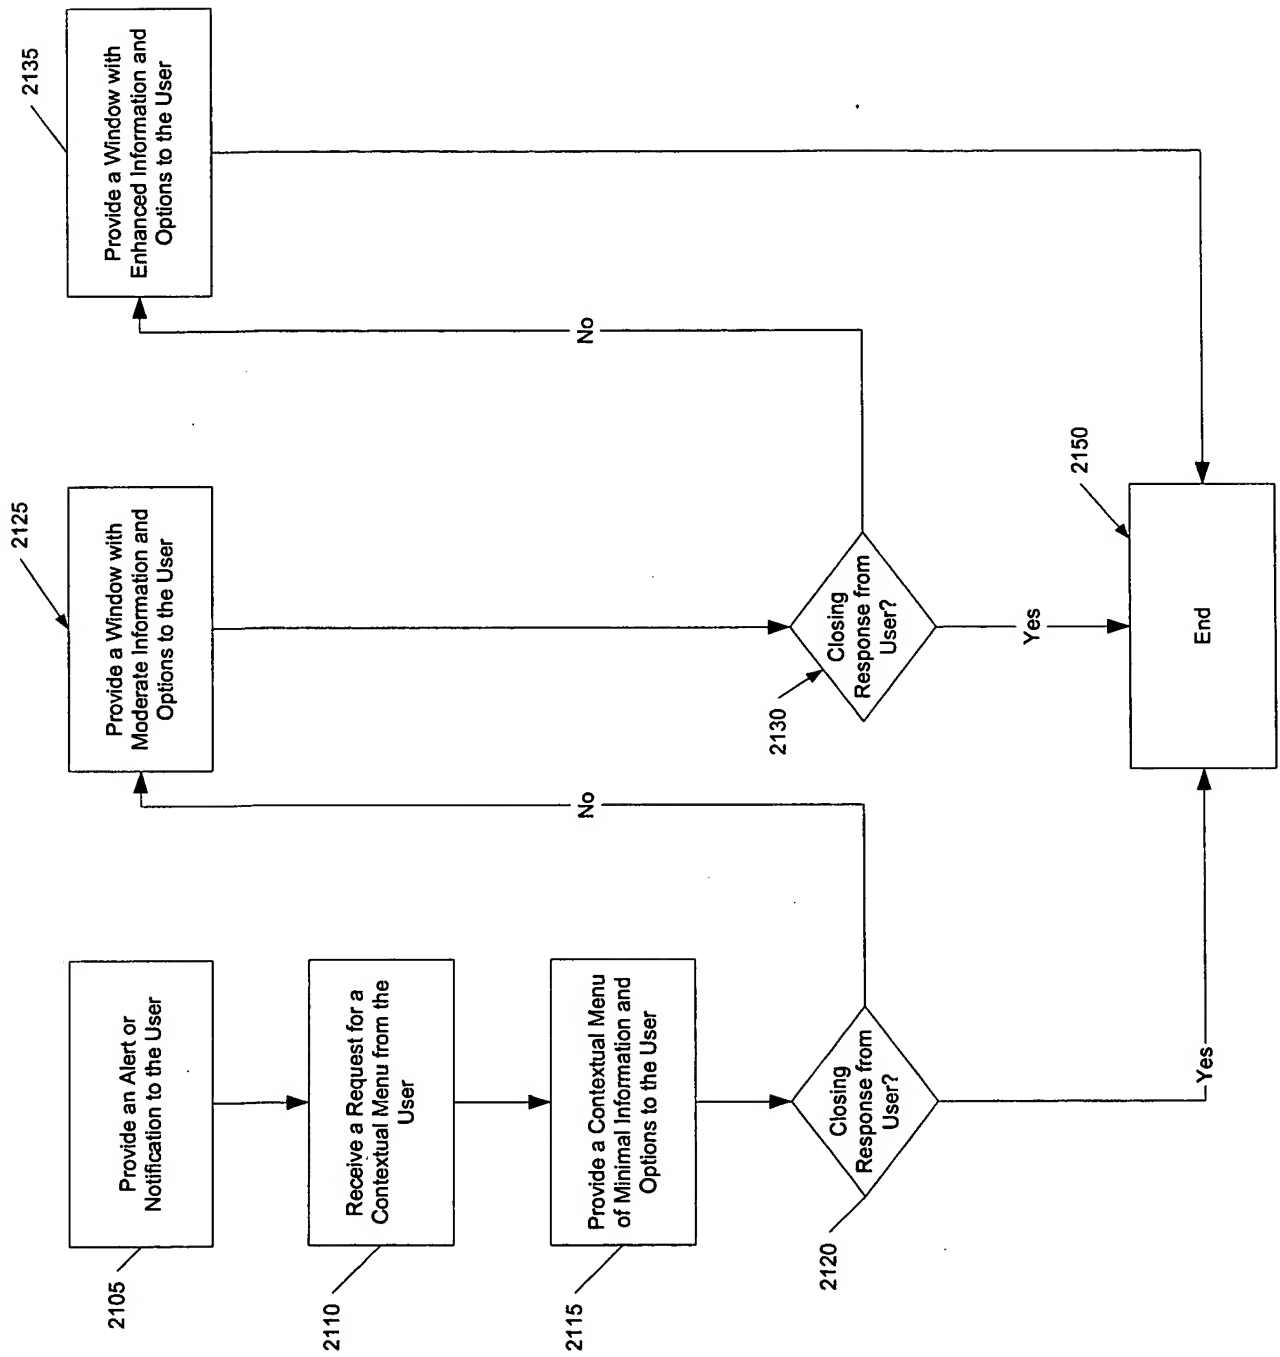 2105
Provide an Alert or
Notification to the User
2110
Receive a Request for a
Contextual Menu from the
User
2115
Provide a Contextual Menu
of Minimal Information and
Options to the User
2120
Closing
Response from
User?
Yes
No
2125
Provide a Window with
Moderate Information and
Options to the User
2130
Closing
Response from
User?
Yes
No
2135
Provide a Window with
Enhanced Information and
Options to the User
2150
End